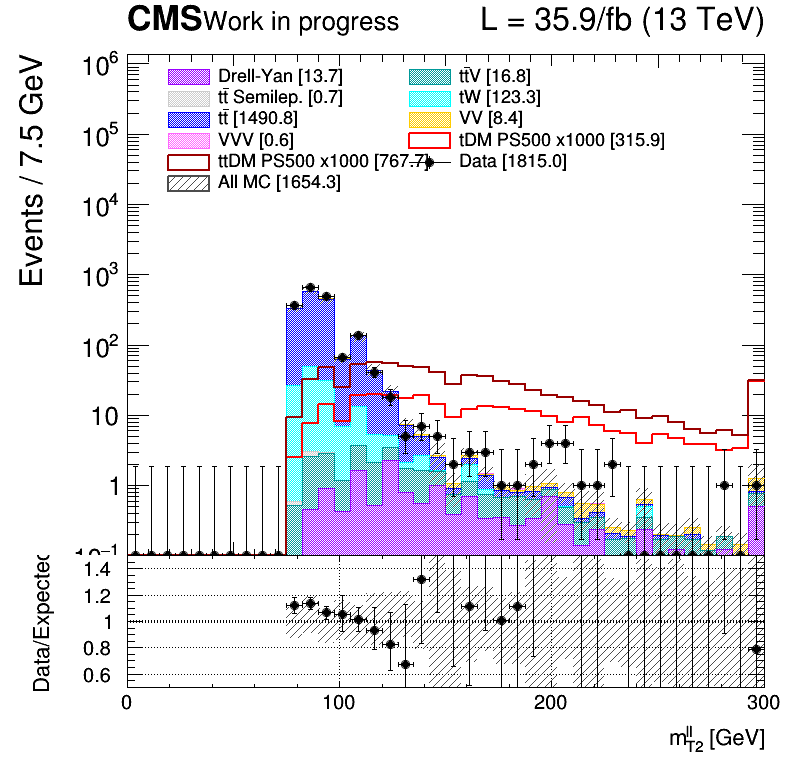 CMS Work in progress L = 35.9/fb (13 TeV)
Events / 7.5 GeV
10⁶
10⁵
10⁴
10³
10²
10
1
10⁻¹
Drell-Yan [13.7]
tt̄V [16.8]
tt̄ Semilep. [0.7]
tW [123.3]
tt̄ [1490.8]
VV [8.4]
VVV [0.6]
tDM PS500 x1000 [315.9]
ttDM PS500 x1000 [767.7]
Data [1815.0]
All MC [1654.3]
Data/Expected
1.4
1.2
1
0.8
0.6
0 100 200 300
m_T2^ll [GeV]